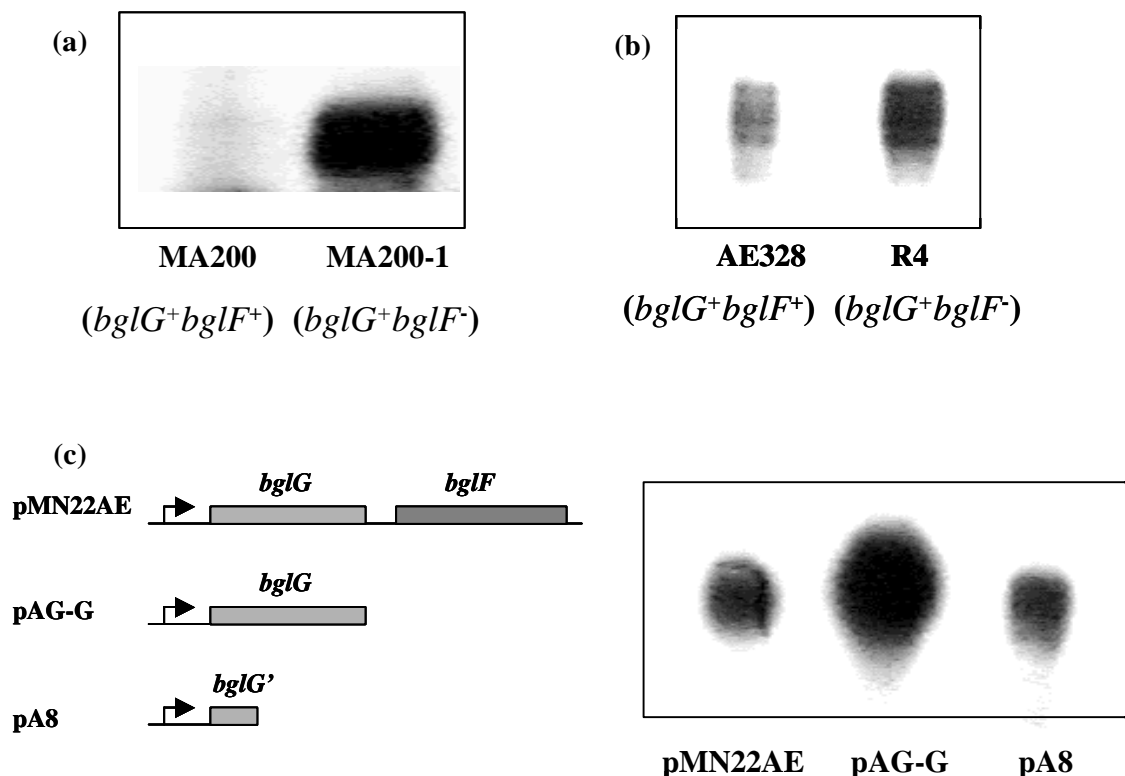 (a)
MA200 MA200-1
(bglG⁺bglF⁺) (bglG⁺bglF⁻)
(b)
AE328 R4
(bglG⁺bglF⁺) (bglG⁺bglF⁻)
(c)
bglG bglF
pMN22AE
bglG
pAG-G
bglG’
pA8
pMN22AE pAG-G pA8